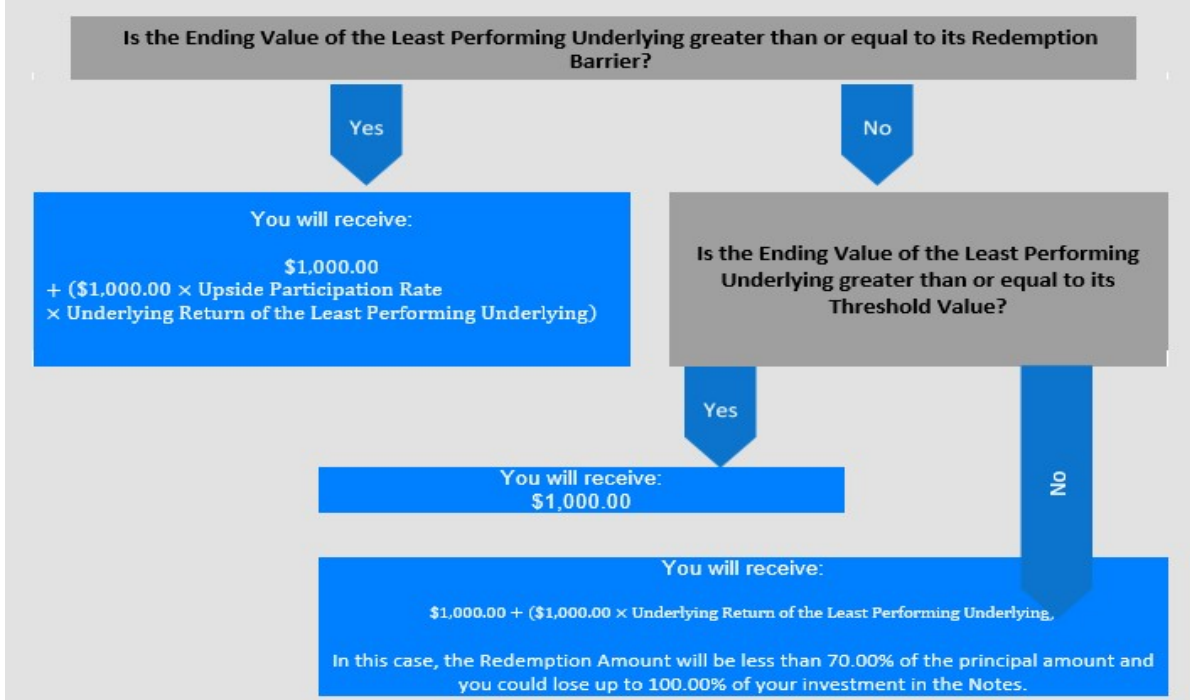 Is the Ending Value of the Least Performing Underlying greater than or equal to its Redemption
Barrier?
Yes
No
You will receive:
$1,000.00
+ ($1,000.00 × Upside Participation Rate
× Underlying Return of the Least Performing Underlying)
Is the Ending Value of the Least Performing
Underlying greater than or equal to its
Threshold Value?
Yes
No
You will receive:
$1,000.00
You will receive:
$1,000.00 + ($1,000.00 × Underlying Return of the Least Performing Underlying)
In this case, the Redemption Amount will be less than 70.00% of the principal amount and
you could lose up to 100.00% of your investment in the Notes.